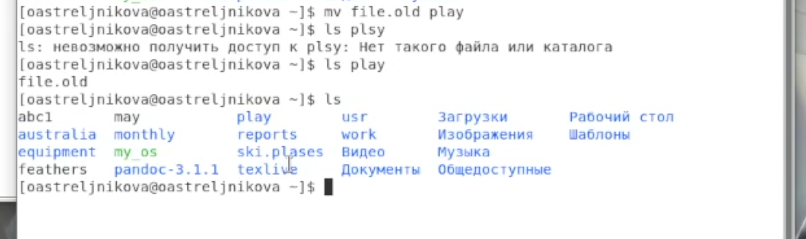 [oastreljnikova@oastreljnikova ~]$ mv file.old play
[oastreljnikova@oastreljnikova ~]$ ls plsy
ls: невозможно получить доступ к plsy: Нет такого файла или каталога
[oastreljnikova@oastreljnikova ~]$ ls play
file.old
[oastreljnikova@oastreljnikova ~]$ ls
abc1 may play usr Загрузки Рабочий стол
australia monthly reports work Изображения Шаблоны
equipment my_os ski.plases Видео Музыка
feathers pandoc-3.1.1 texlive Документы Общедоступные
[oastreljnikova@oastreljnikova ~]$